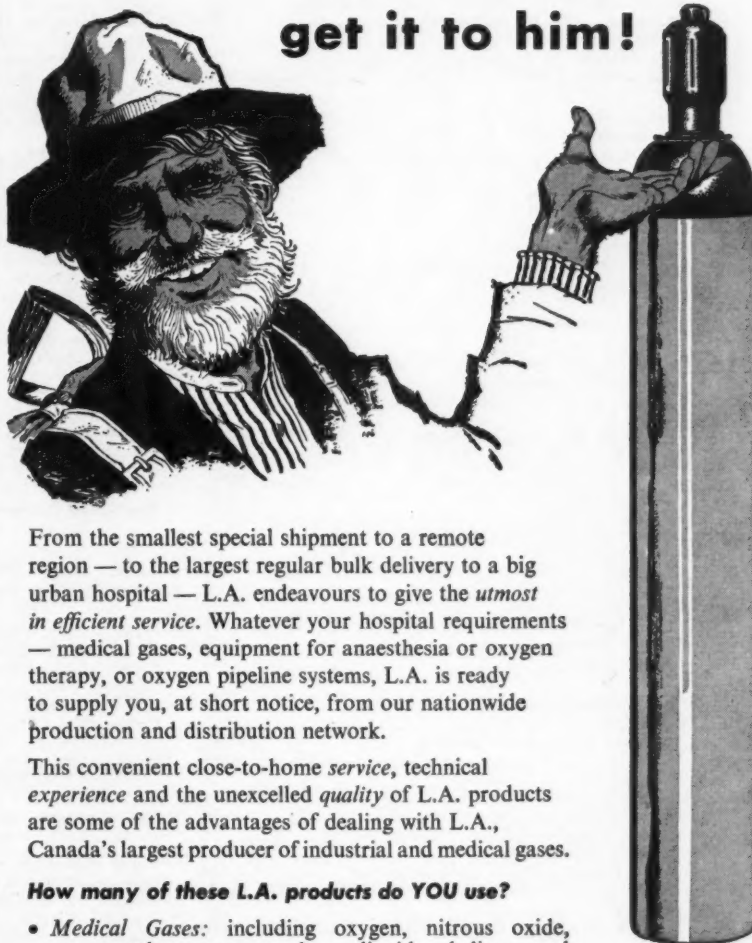 get it to him!
From the smallest special shipment to a remote
region — to the largest regular bulk delivery to a big
urban hospital — L.A. endeavours to give the utmost
in efficient service. Whatever your hospital requirements
— medical gases, equipment for anaesthesia or oxygen
therapy, or oxygen pipeline systems, L.A. is ready
to supply you, at short notice, from our nationwide
production and distribution network.
This convenient close-to-home service, technical
experience and the unexcelled quality of L.A. products
are some of the advantages of dealing with L.A.,
Canada's largest producer of industrial and medical gases.
How many of these L.A. products do YOU use?
• Medical Gases: including oxygen, nitrous oxide,